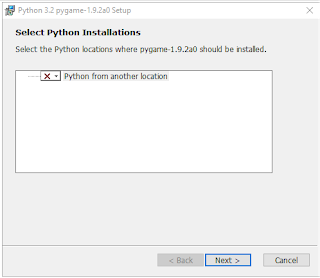 Python 3.2 pygame-1.9.2a0 Setup
Select Python Installations
Select the Python locations where pygame-1.9.2a0 should be installed.
Python from another location
< Back
Next >
Cancel